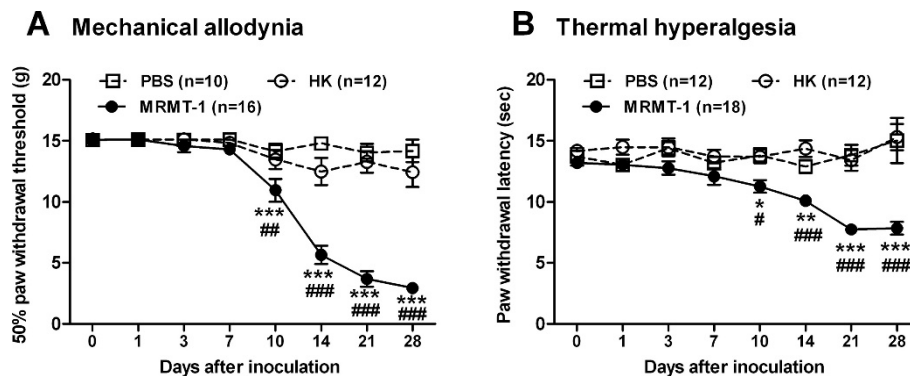 A Mechanical allodynia
PBS (n=10) HK (n=12)
MRMT-1 (n=16)
50% paw withdrawal threshold (g)
20
15
10
5
0
***
##
***
###
***
###
***
###
0 1 3 7 10 14 21 28
Days after inoculation
B Thermal hyperalgesia
PBS (n=12) HK (n=12)
MRMT-1 (n=18)
Paw withdrawal latency (sec)
20
15
10
5
0
*
#
**
###
***
###
***
###
0 1 3 7 10 14 21 28
Days after inoculation